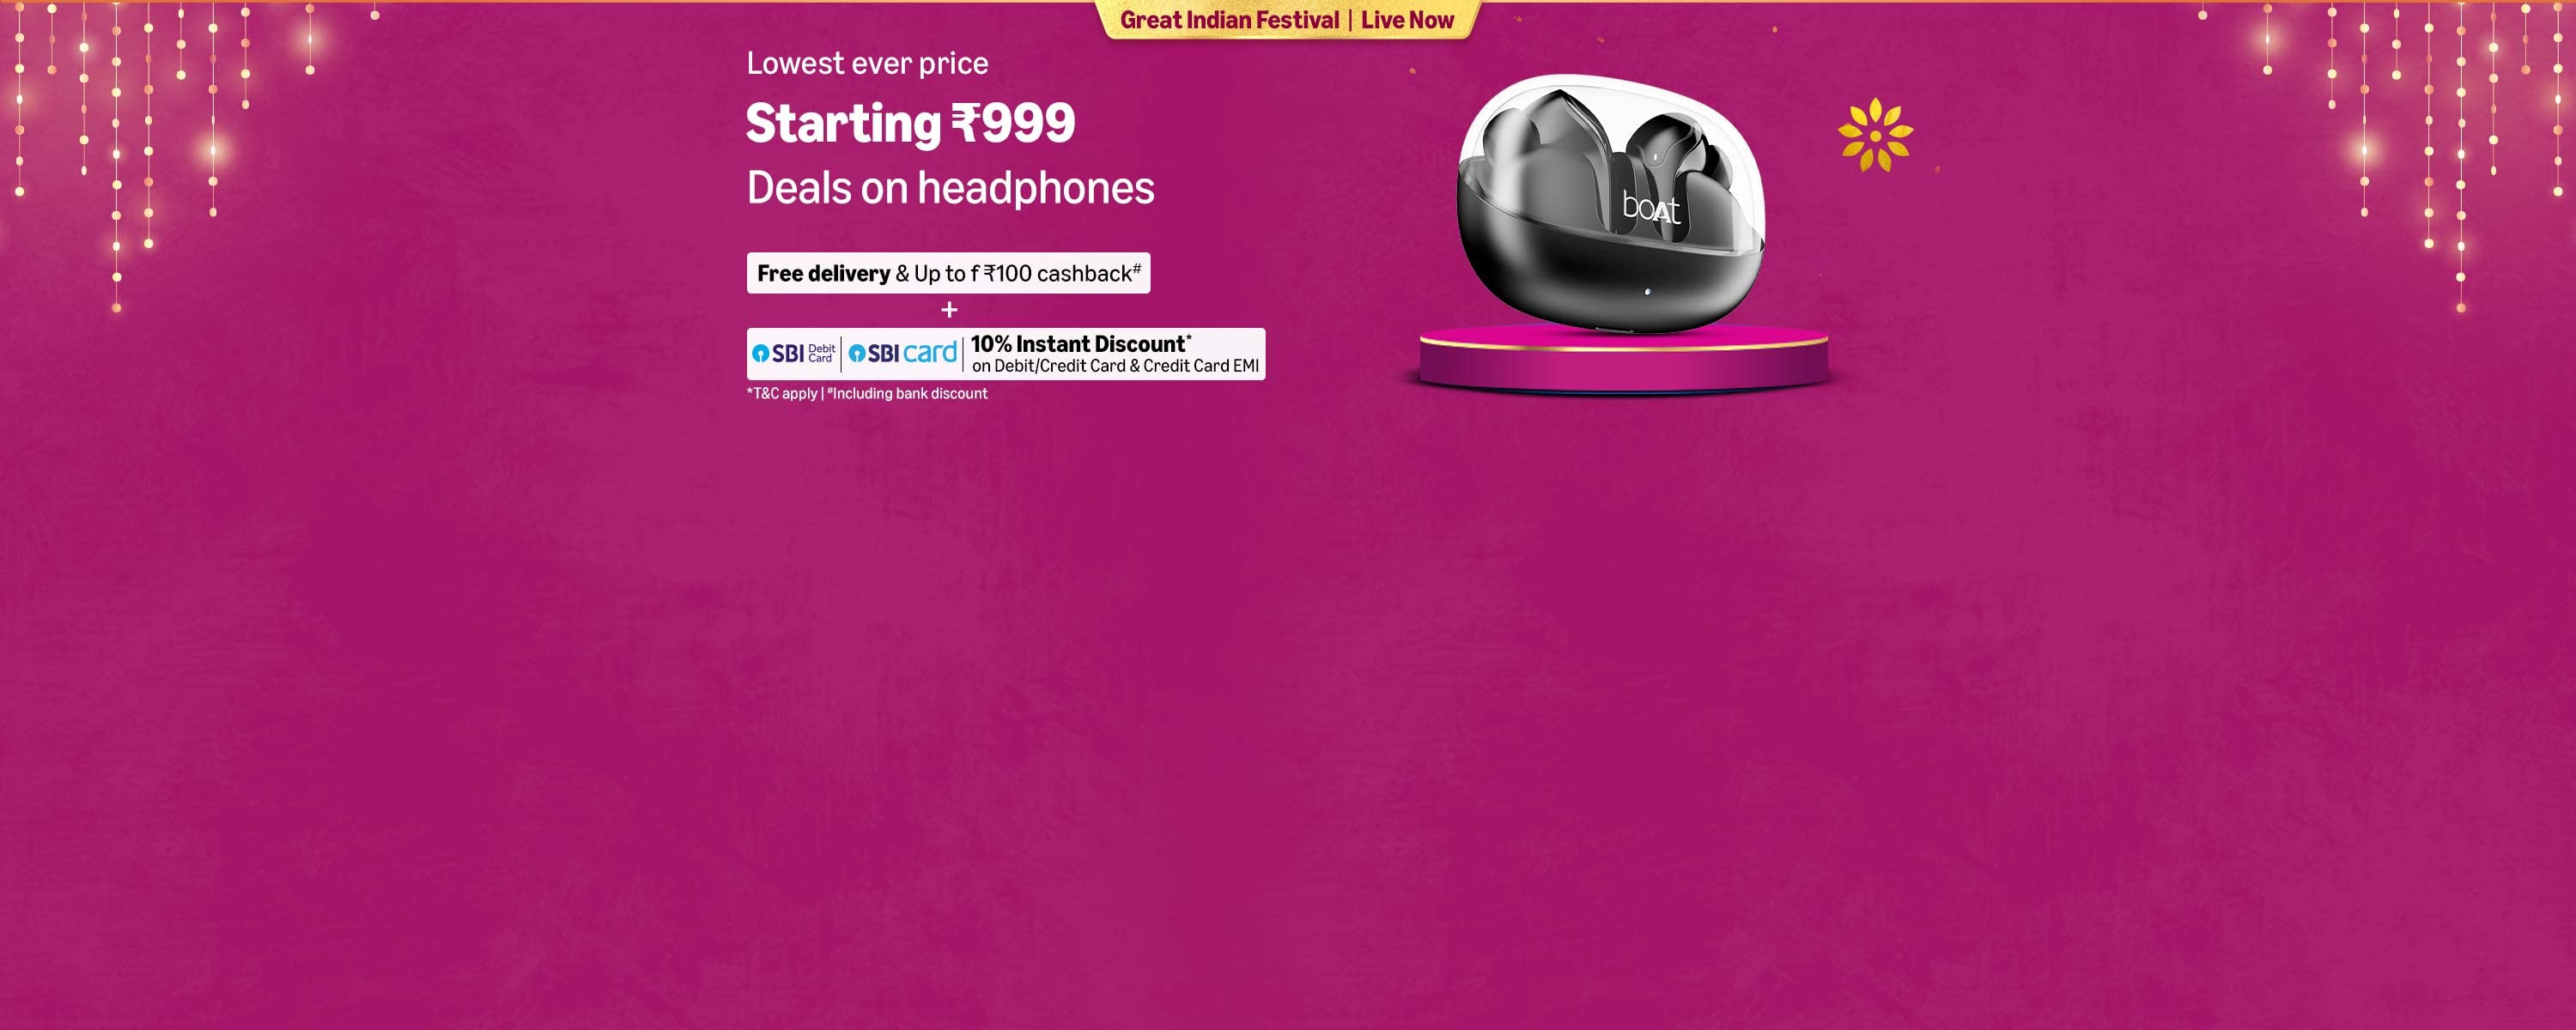 Great Indian Festival | Live Now
Lowest ever price
Starting ₹999
Deals on headphones
Free delivery & Up to f ₹100 cashback#
+
SBI Debit Card | SBI card | 10% Instant Discount*
on Debit/Credit Card & Credit Card EMI
*T&C apply | #Including bank discount
boAt